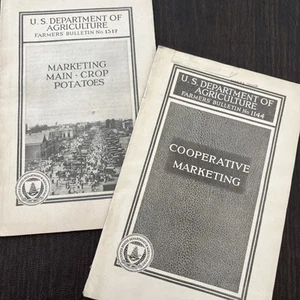 U.S. DEPARTMENT OF
AGRICULTURE
FARMERS' BULLETIN No 1317
MARKETING
MAIN-CROP
POTATOES
U.S. DEPARTMENT OF
AGRICULTURE
FARMERS' BULLETIN No 1144
COOPERATIVE
MARKETING